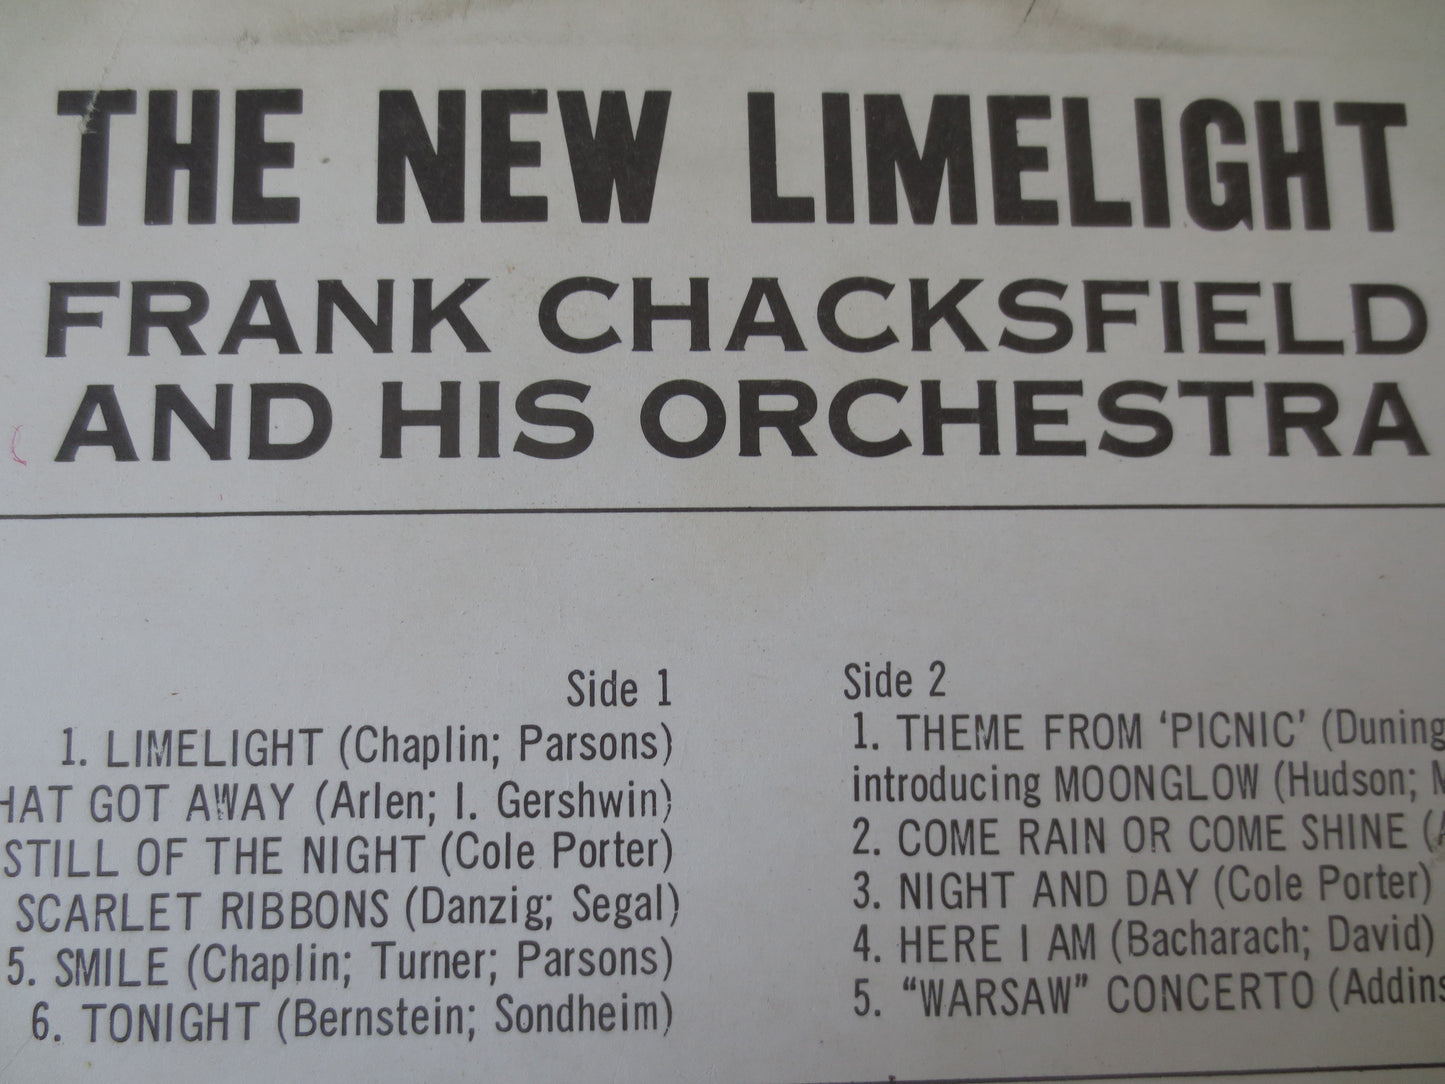 THE NEW LIMELIGHT
FRANK CHACKSFIELD
AND HIS ORCHESTRA
Side 1
1. LIMELIGHT (Chaplin; Parsons)
HAT GOT AWAY (Arlen; I. Gershwin)
STILL OF THE NIGHT (Cole Porter)
SCARLET RIBBONS (Danzig; Segal)
5. SMILE (Chaplin; Turner; Parsons)
6. TONIGHT (Bernstein; Sondheim)
Side 2
1. THEME FROM ‘PICNIC’ (Duning
introducing MOONGLOW (Hudson; M
2. COME RAIN OR COME SHINE (A
3. NIGHT AND DAY (Cole Porter)
4. HERE I AM (Bacharach; David)
5. “WARSAW” CONCERTO (Addins